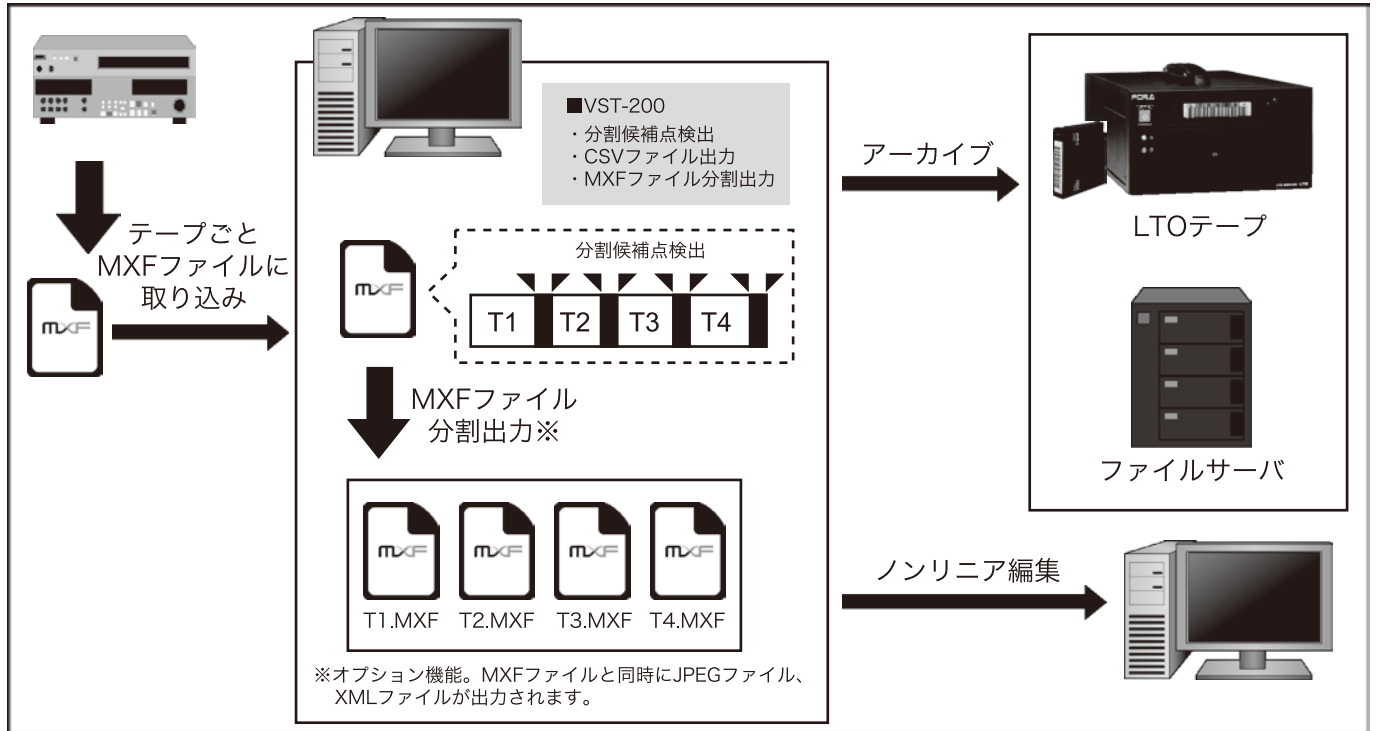 テープごと
MXFファイルに
取り込み
mxf
■VST-200
・分割候補点検出
・CSVファイル出力
・MXFファイル分割出力
mxf
分割候補点検出
T1 T2 T3 T4
MXFファイル
分割出力※
mxf mxf mxf mxf
T1.MXF T2.MXF T3.MXF T4.MXF
※オプション機能。MXFファイルと同時にJPEGファイル、
XMLファイルが出力されます。
アーカイブ
FOR.A
LTOテープ
ファイルサーバ
ノンリニア編集